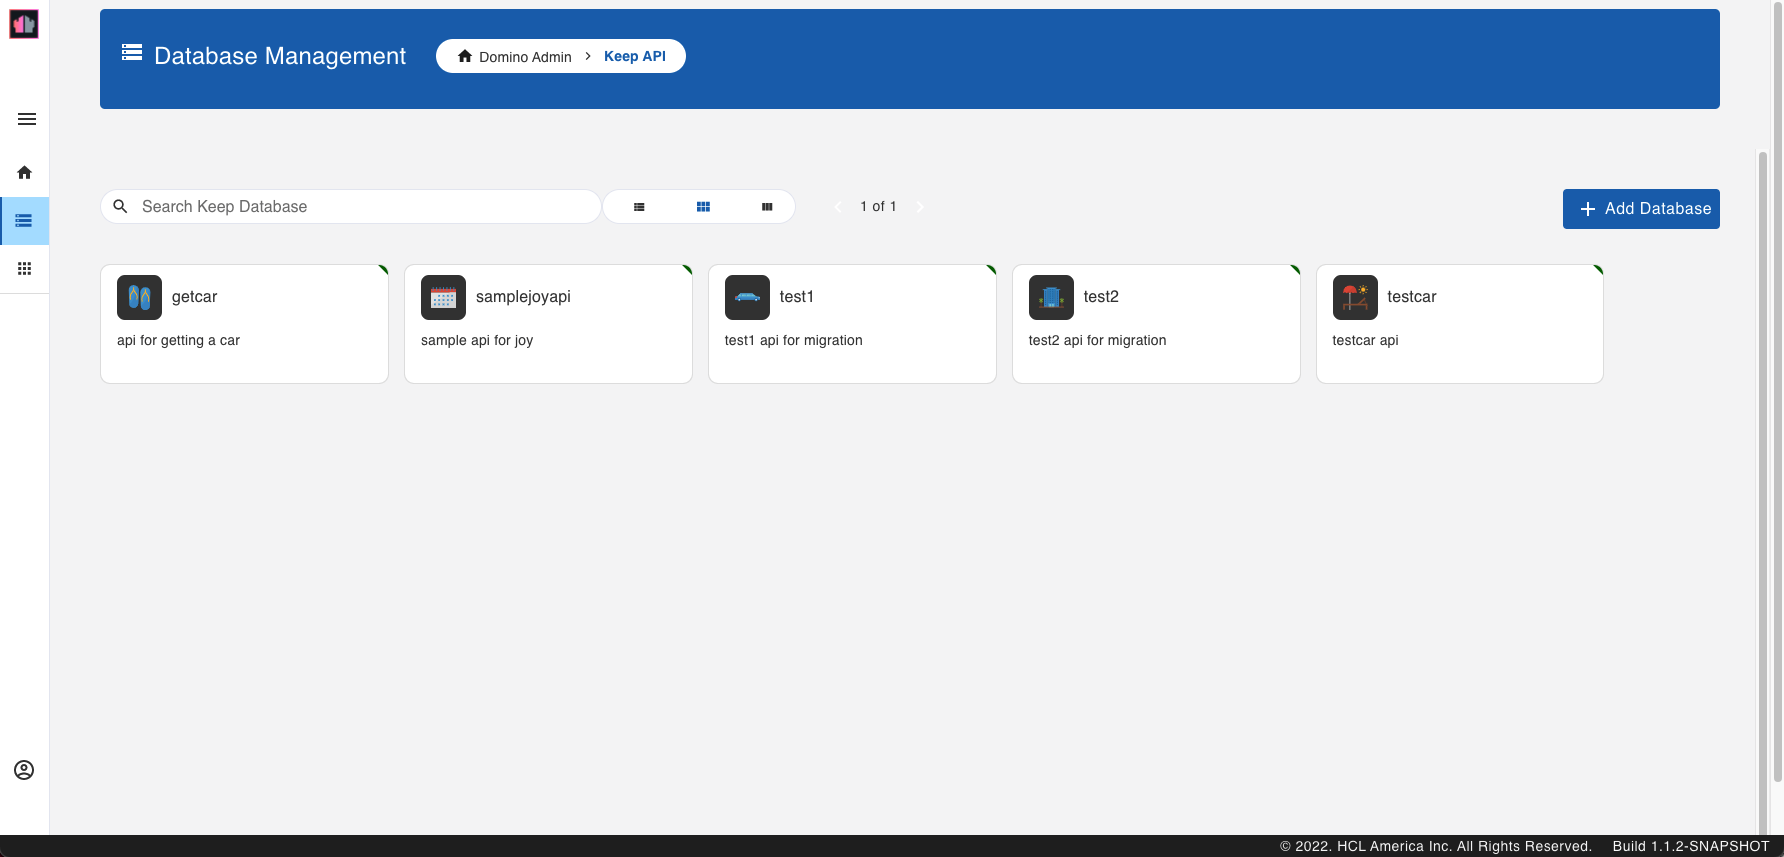 Database Management
Domino Admin > Keep API
Search Keep Database
1 of 1
Add Database
getcar
api for getting a car
samplejoyapi
sample api for joy
test1
test1 api for migration
test2
test2 api for migration
testcar
testcar api
© 2022. HCL America Inc. All Rights Reserved. Build 1.1.2-SNAPSHOT